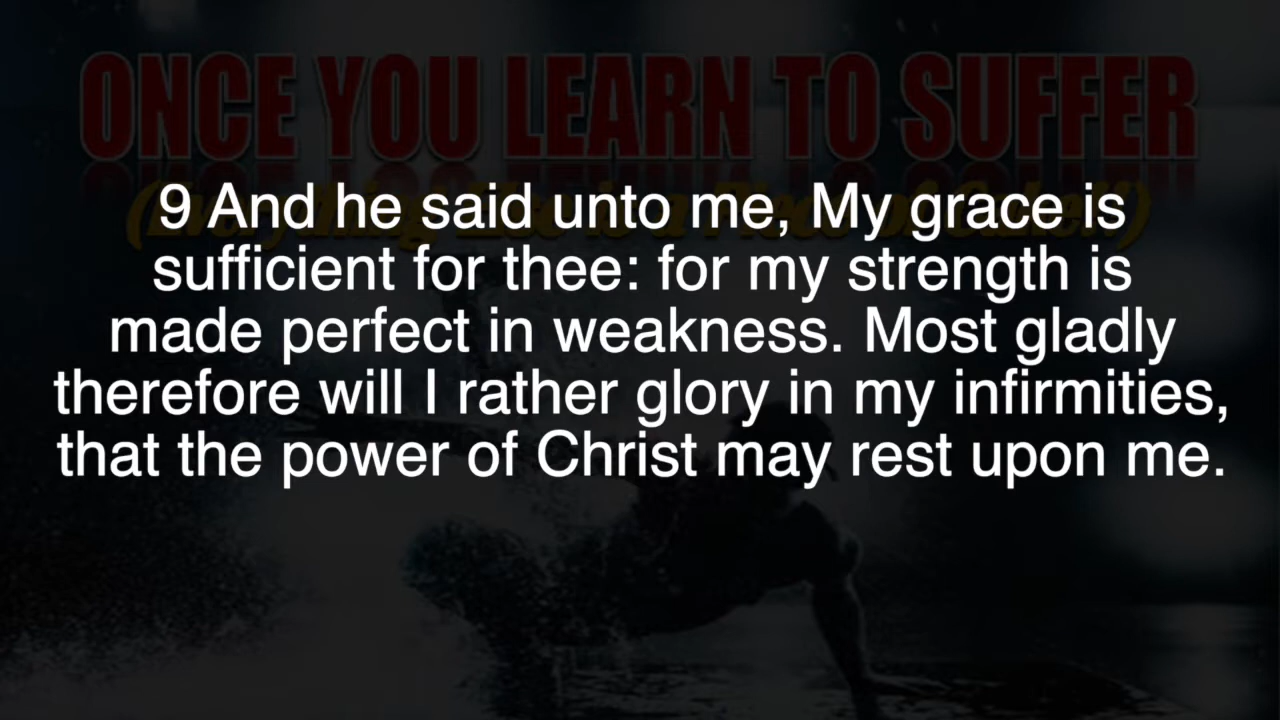 ONCE YOU LEARN TO SUFFER
9 And he said unto me, My grace is
sufficient for thee: for my strength is
made perfect in weakness. Most gladly
therefore will I rather glory in my infirmities,
that the power of Christ may rest upon me.